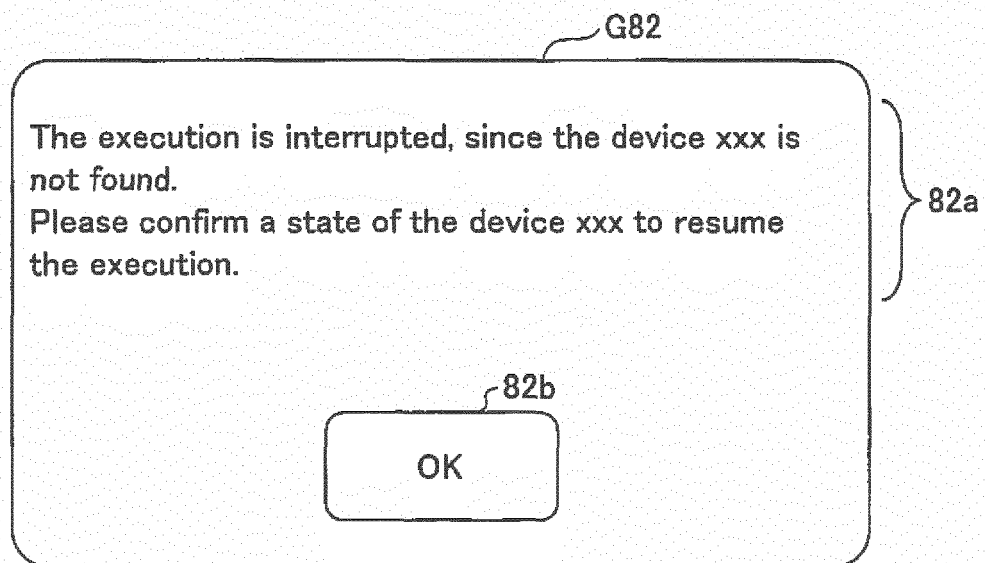 G82
The execution is interrupted, since the device xxx is
not found.
Please confirm a state of the device xxx to resume
the execution.
82a
82b
OK